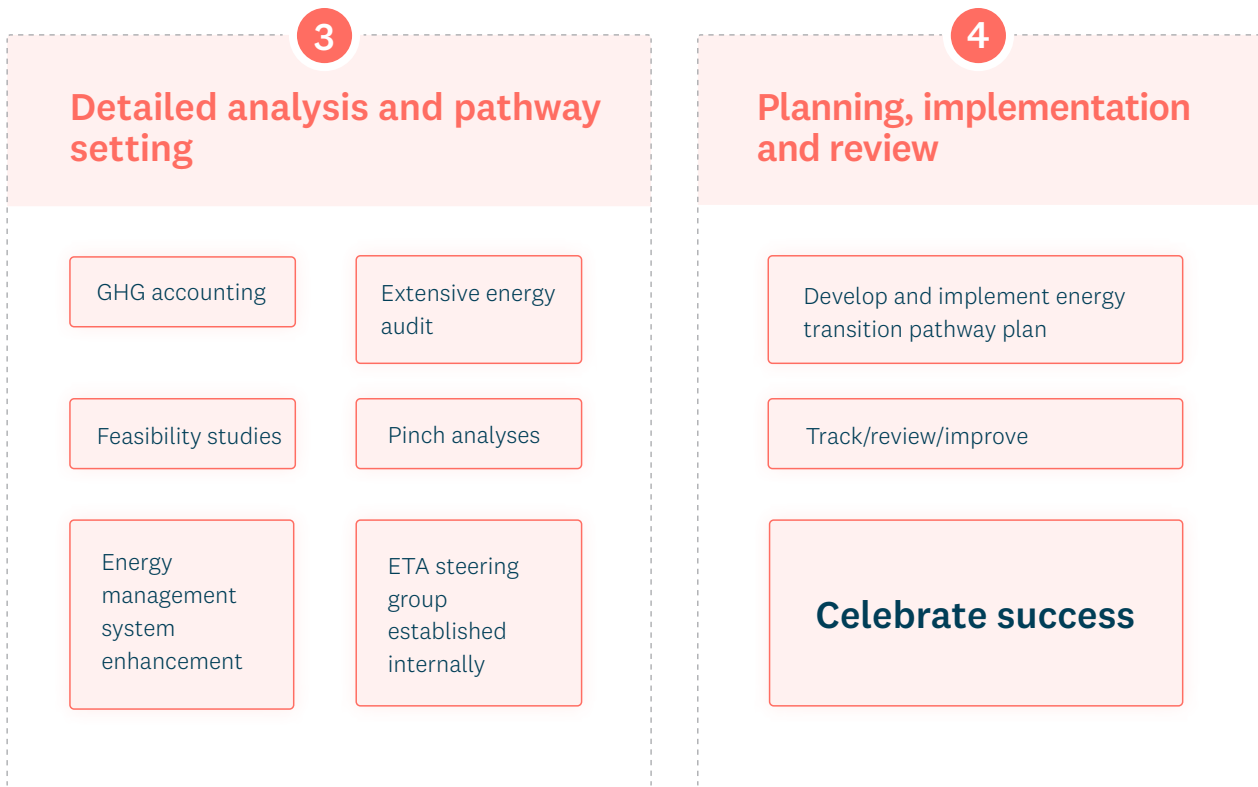 3
Detailed analysis and pathway
setting
GHG accounting
Extensive energy
audit
Feasibility studies
Pinch analyses
Energy
management
system
enhancement
ETA steering
group
established
internally
4
Planning, implementation
and review
Develop and implement energy
transition pathway plan
Track/review/improve
Celebrate success